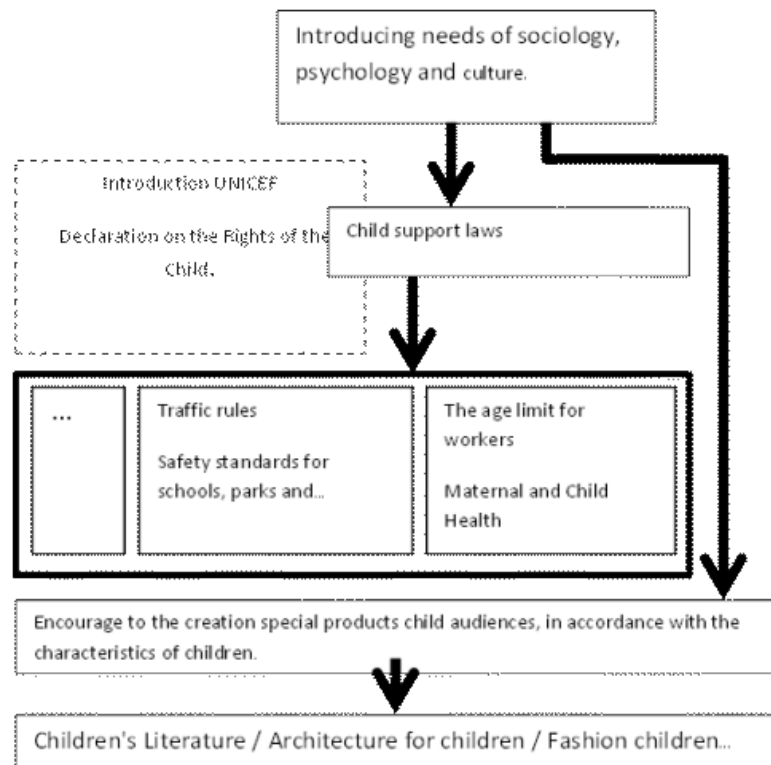 Introducing needs of sociology,
psychology and culture.
Introduction UNICEF
Declaration on the Rights of the
Child.
Child support laws
...
Traffic rules
Safety standards for
schools, parks and...
The age limit for
workers
Maternal and Child
Health
Encourage to the creation special products child audiences, in accordance with the
characteristics of children.
Children's Literature / Architecture for children / Fashion children...